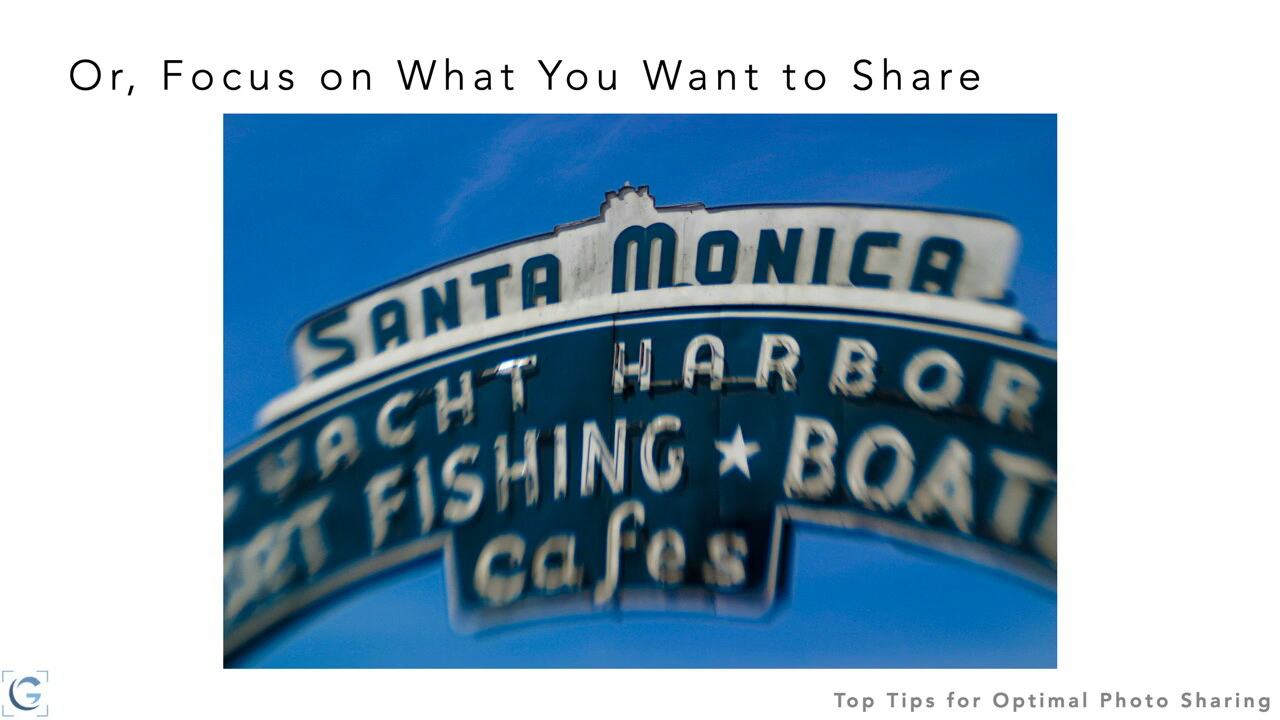 Or, Focus on What You Want to Share
SANTA MONICA
YACHT HARBOR
FISHING ★ BOAT
cafes
Top Tips for Optimal Photo Sharing